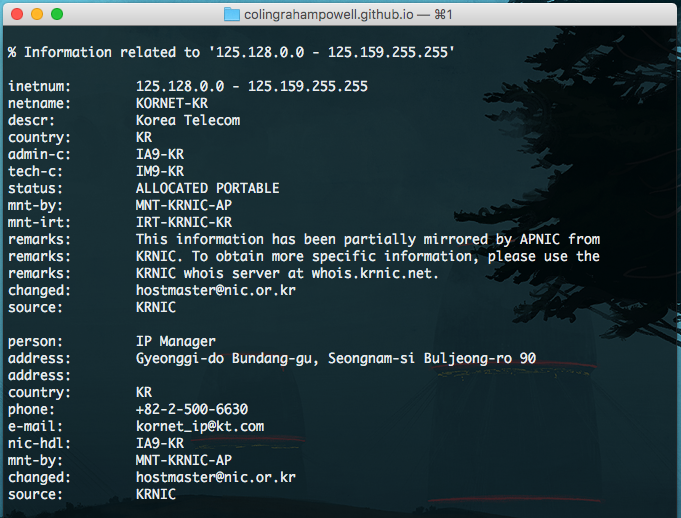 colingrahampowell.github.io — ⌘1
% Information related to '125.128.0.0 - 125.159.255.255'
inetnum: 125.128.0.0 - 125.159.255.255
netname: KORNET-KR
descr: Korea Telecom
country: KR
admin-c: IA9-KR
tech-c: IM9-KR
status: ALLOCATED PORTABLE
mnt-by: MNT-KRNIC-AP
mnt-irt: IRT-KRNIC-KR
remarks: This information has been partially mirrored by APNIC from
remarks: KRNIC. To obtain more specific information, please use the
remarks: KRNIC whois server at whois.krnic.net.
changed: hostmaster@nic.or.kr
source: KRNIC
person: IP Manager
address: Gyeonggi-do Bundang-gu, Seongnam-si Buljeong-ro 90
address:
country: KR
phone: +82-2-500-6630
e-mail: kornet_ip@kt.com
nic-hdl: IA9-KR
mnt-by: MNT-KRNIC-AP
changed: hostmaster@nic.or.kr
source: KRNIC